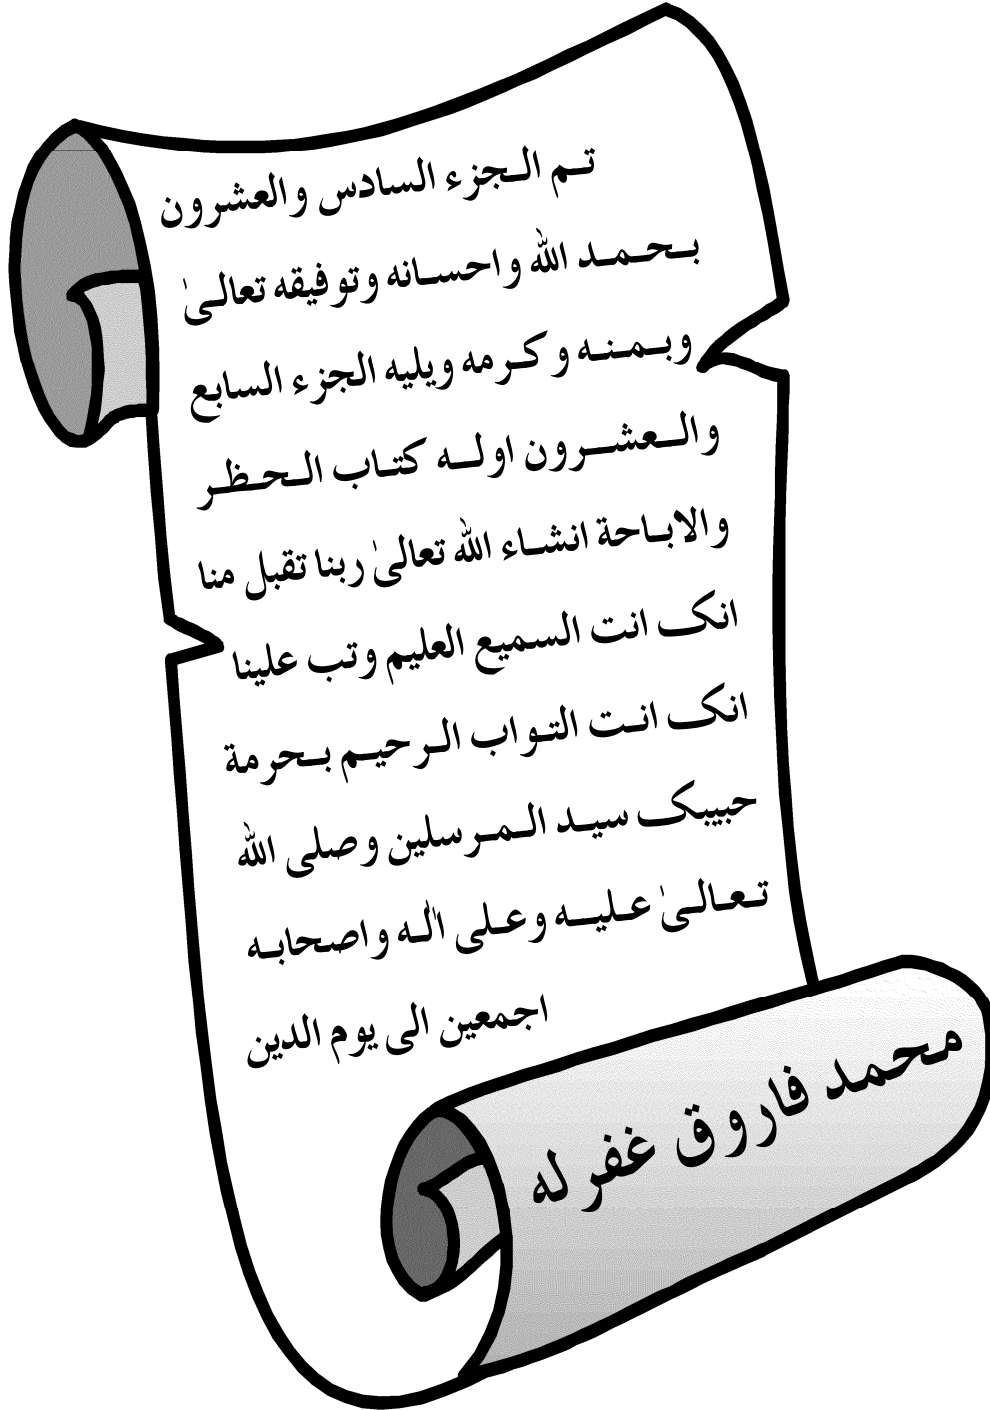 تم الجزء السادس والعشرون
بحمد الله واحسانه وتوفيقه تعالىٰ
وبمنه وكرمه ويليه الجزء السابع
والعشرون اوله كتاب الحظر
والاباحة انشاء الله تعالىٰ ربنا تقبل منا
انک انت السميع العليم وتب علينا
انک انت التواب الرحيم بحرمة
حبيبک سيد المرسلين وصلى الله
تعالىٰ عليه وعلى اٰله واصحابه
اجمعين الى يوم الدين
محمد فاروق غفر له